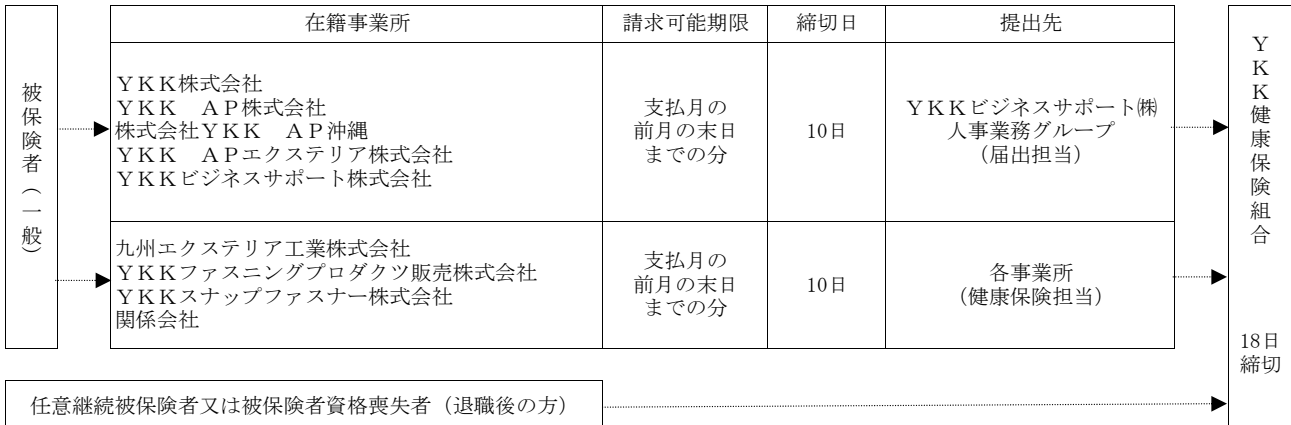 被保険者（一般）
在籍事業所
請求可能期限
締切日
提出先
ＹＫＫ株式会社
ＹＫＫ　ＡＰ株式会社
株式会社ＹＫＫ　ＡＰ沖縄
ＹＫＫ　ＡＰエクステリア株式会社
ＹＫＫビジネスサポート株式会社
支払月の
前月の末日
までの分
10日
ＹＫＫビジネスサポート㈱
人事業務グループ
（届出担当）
九州エクステリア工業株式会社
ＹＫＫファスニングプロダクツ販売株式会社
ＹＫＫスナップファスナー株式会社
関係会社
支払月の
前月の末日
までの分
10日
各事業所
（健康保険担当）
ＹＫＫ健康保険組合
18日
締切
任意継続被保険者又は被保険者資格喪失者（退職後の方）